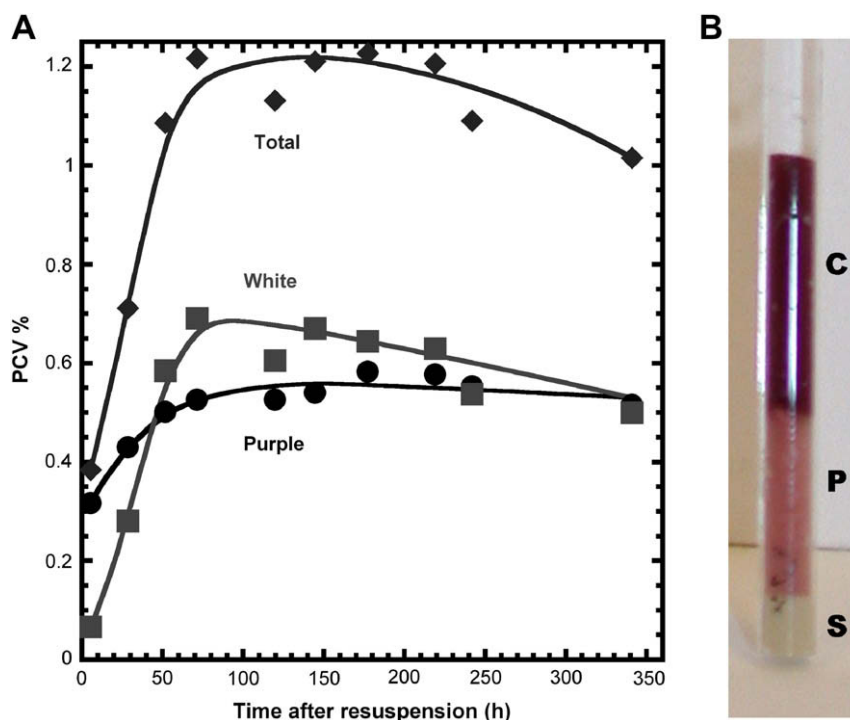 A
B
PCV %
1.2
1
0.8
0.6
0.4
0.2
0
Total
White
Purple
0 50 100 150 200 250 300 350
Time after resuspension (h)
C
P
S